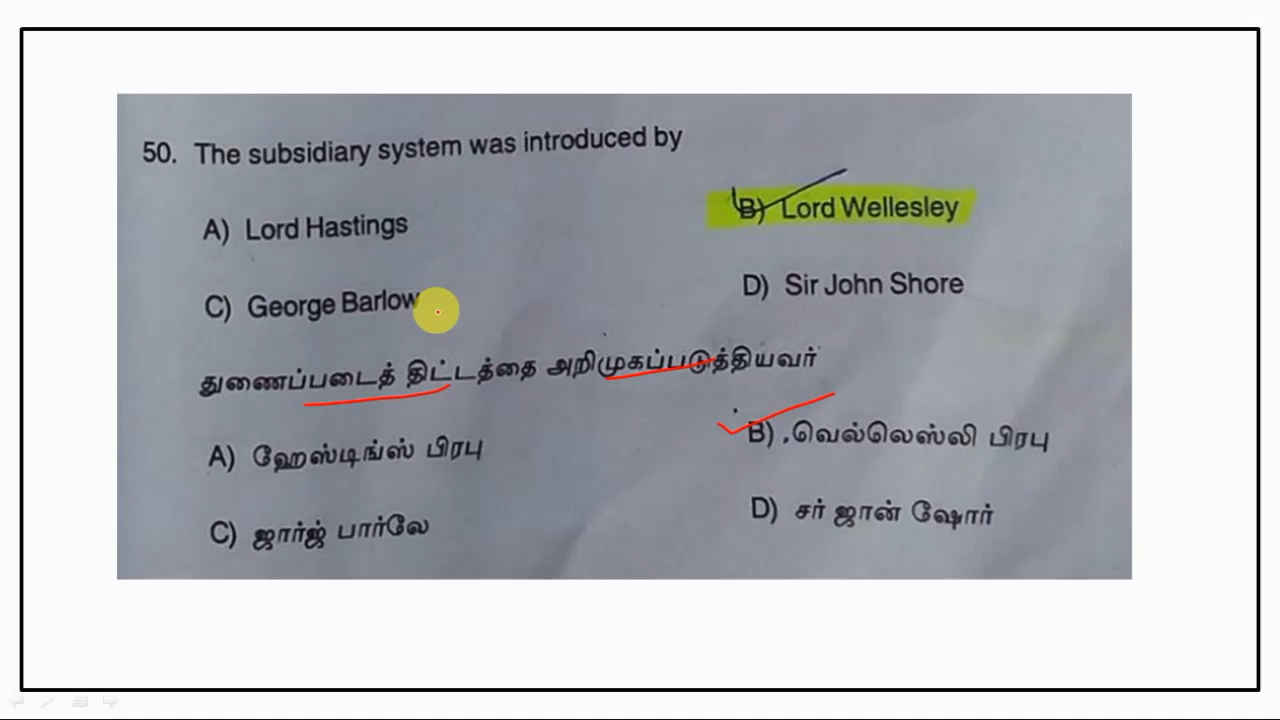 50. The subsidiary system was introduced by
A) Lord Hastings
B) Lord Wellesley
C) George Barlow
D) Sir John Shore
துணைப்படைத் திட்டத்தை அறிமுகப்படுத்தியவர்
A) ஹேஸ்டிங்ஸ் பிரபு
B) வெல்லெஸ்லி பிரபு
C) ஜார்ஜ் பார்லே
D) சர் ஜான் ஷோர்